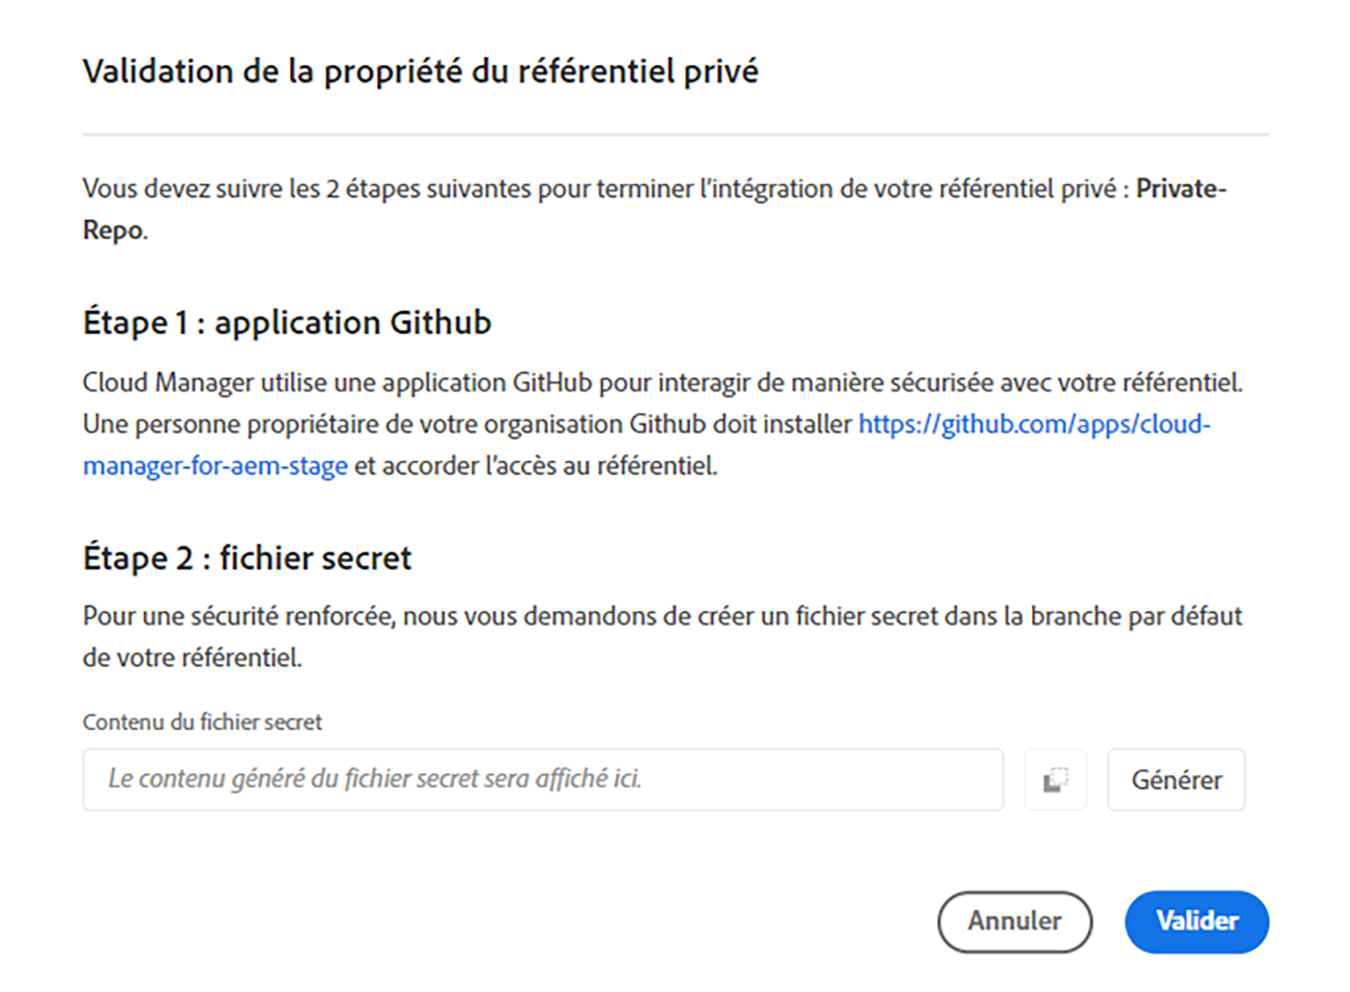 Validation de la propriété du référentiel privé
Vous devez suivre les 2 étapes suivantes pour terminer l'intégration de votre référentiel privé : Private-
Repo.
Étape 1 : application Github
Cloud Manager utilise une application GitHub pour interagir de manière sécurisée avec votre référentiel.
Une personne propriétaire de votre organisation Github doit installer https://github.com/apps/cloud-
manager-for-aem-stage et accorder l'accès au référentiel.
Étape 2 : fichier secret
Pour une sécurité renforcée, nous vous demandons de créer un fichier secret dans la branche par défaut
de votre référentiel.
Contenu du fichier secret
Le contenu généré du fichier secret sera affiché ici.
Générer
Annuler
Valider